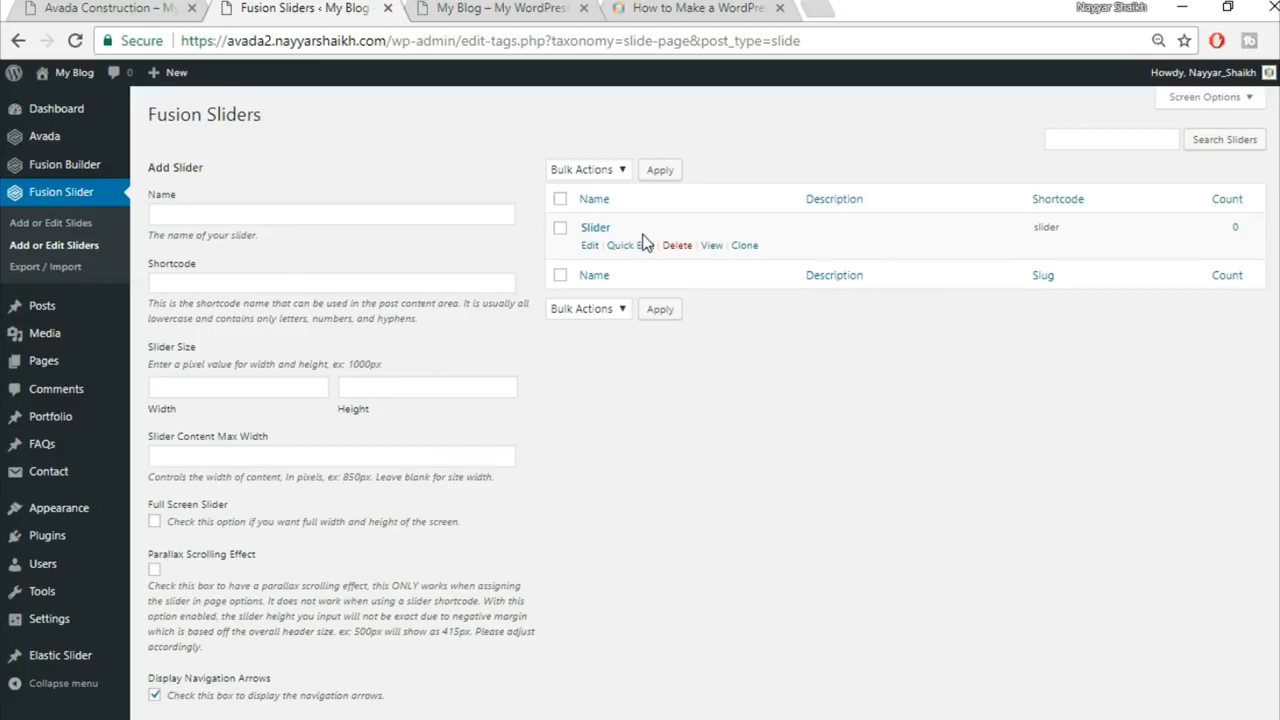 Avada Construction – My
Fusion Sliders ‹ My Blog
My Blog – My WordPress
How to Make a WordPre
Nayyar Shaikh
Secure
https://avada2.nayyarshaikh.com/wp-admin/edit-tags.php?taxonomy=slide-page&post_type=slide
My Blog
0
New
Howdy, Nayyar_Shaikh
Dashboard
Avada
Fusion Builder
Fusion Slider
Add or Edit Slides
Add or Edit Sliders
Export / Import
Posts
Media
Pages
Comments
Portfolio
FAQs
Contact
Appearance
Plugins
Users
Tools
Settings
Elastic Slider
Collapse menu
Screen Options
Fusion Sliders
Search Sliders
Add Slider
Name
The name of your slider.
Shortcode
This is the shortcode name that can be used in the post content area. It is usually all
lowercase and contains only letters, numbers, and hyphens.
Slider Size
Enter a pixel value for width and height, ex: 1000px
Width
Height
Slider Content Max Width
Controls the width of content, In pixels, ex: 850px. Leave blank for site width.
Full Screen Slider
Check this option if you want full width and height of the screen.
Parallax Scrolling Effect
Check this box to have a parallax scrolling effect, this ONLY works when assigning
the slider in page options. It does not work when using a slider shortcode. With this
option enabled, the slider height you input will not be exact due to negative margin
which is based off the overall header size. ex: 500px will show as 415px. Please adjust
accordingly.
Display Navigation Arrows
Check this box to display the navigation arrows.
Bulk Actions
Apply
Name Description Shortcode Count
Slider slider 0
Edit | Quick E | Delete | View | Clone
Name Description Slug Count
Bulk Actions
Apply